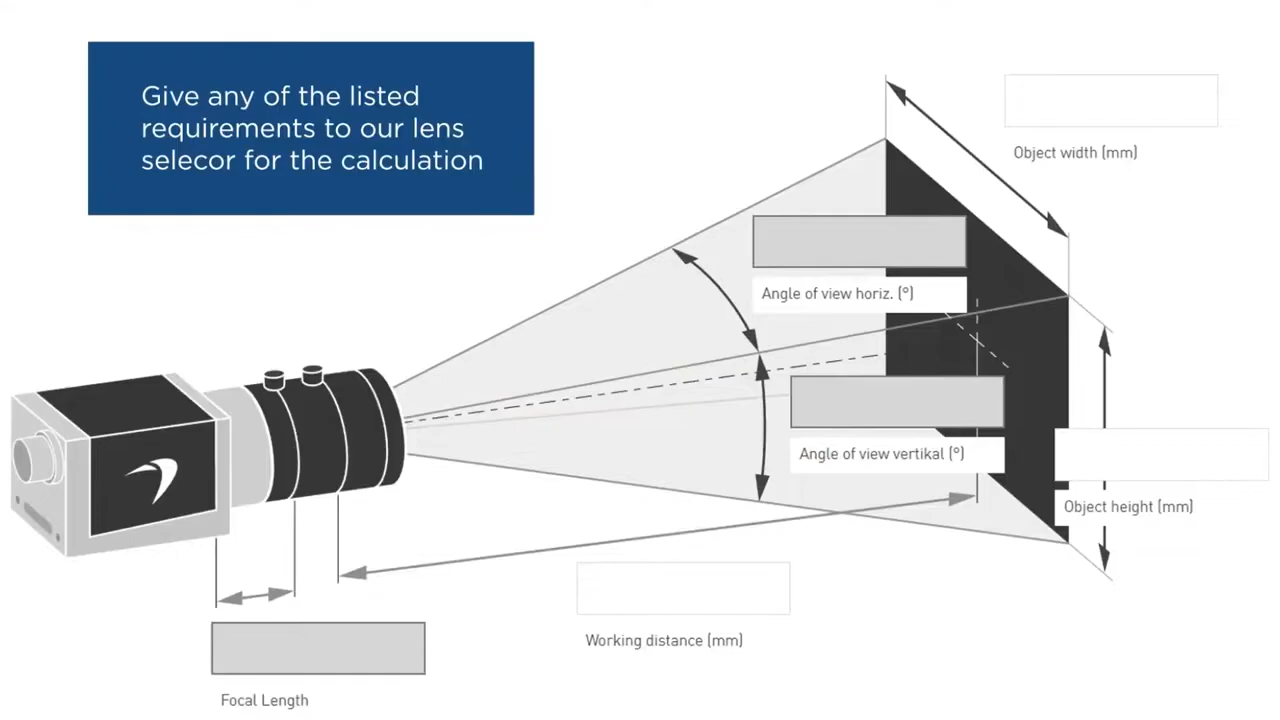 Give any of the listed
requirements to our lens
selecor for the calculation
Object width (mm)
Angle of view horiz. (°)
Angle of view vertikal (°)
Object height (mm)
Working distance (mm)
Focal Length